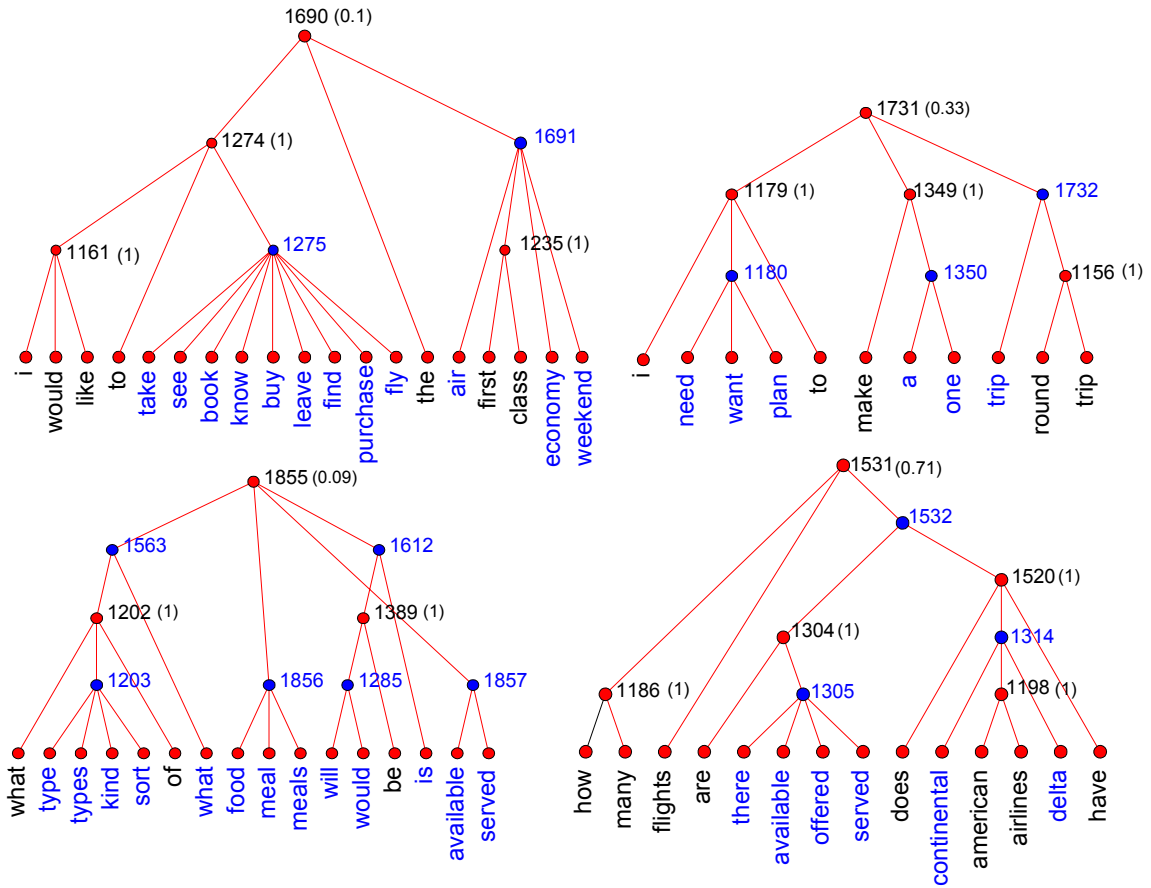 1690 (0.1)
1274 (1)
1691
1161 (1)
1275
1235 (1)
i
would
like
to
take
see
book
know
buy
leave
find
purchase
fly
the
air
first
class
economy
weekend
1731 (0.33)
1179 (1)
1349 (1)
1732
1180
1350
1156 (1)
i
need
want
plan
to
make
a
one
trip
round
trip
1855 (0.09)
1563
1612
1202 (1)
1389 (1)
1203
1856
1285
1857
what
type
types
kind
sort
of
what
food
meal
meals
will
would
be
is
available
served
1531 (0.71)
1532
1520 (1)
1304 (1)
1314
1186 (1)
1305
1198 (1)
how
many
flights
are
there
available
offered
served
does
continental
american
airlines
delta
have